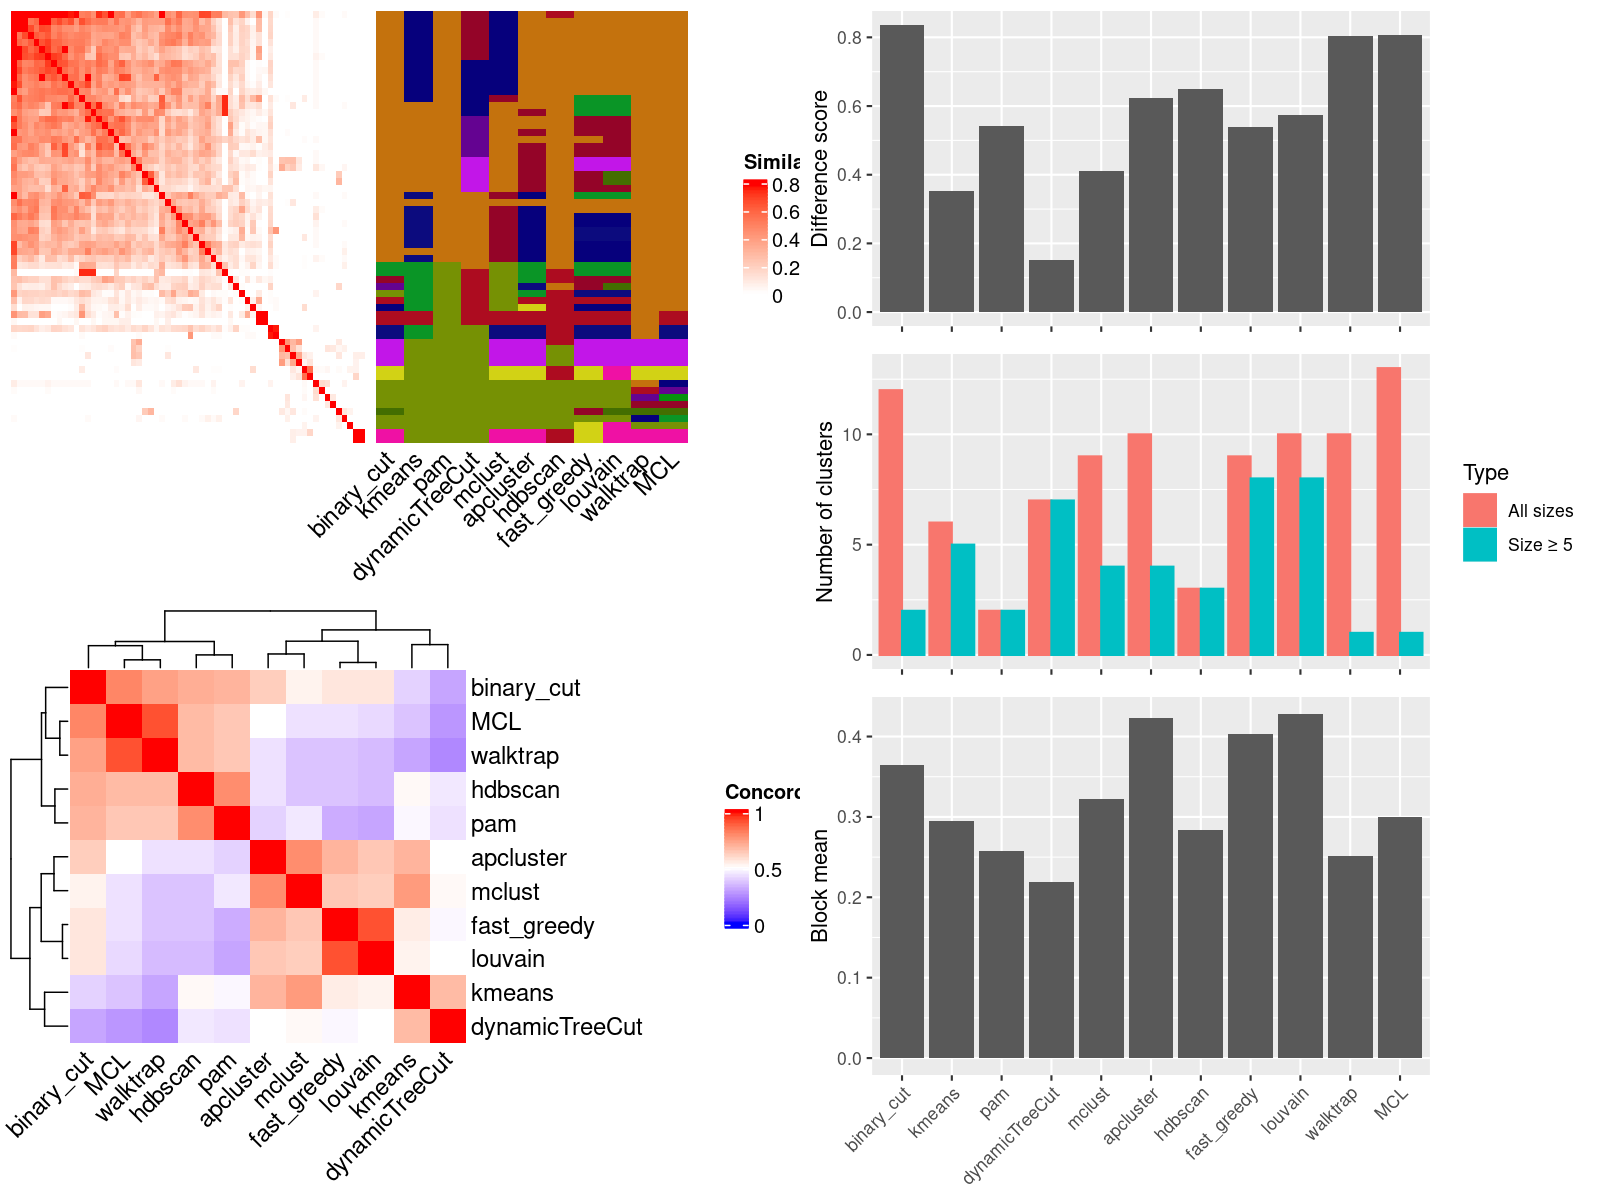 Simila
0.8
0.6
0.4
0.2
0
binary_cut
kmeans
pam
dynamicTreeCut
mclust
apcluster
hdbscan
fast_greedy
louvain
walktrap
MCL
binary_cut
MCL
walktrap
hdbscan
pam
apcluster
mclust
fast_greedy
louvain
kmeans
dynamicTreeCut
binary_cut
MCL
walktrap
hdbscan
pam
apcluster
mclust
fast_greedy
louvain
kmeans
dynamicTreeCut
Concord
1
0.5
0
Difference score
0.8
0.6
0.4
0.2
0.0
Number of clusters
10
5
0
Type
All sizes
Size ≥ 5
Block mean
0.4
0.3
0.2
0.1
0.0
binary_cut
kmeans
pam
dynamicTreeCut
mclust
apcluster
hdbscan
fast_greedy
louvain
walktrap
MCL